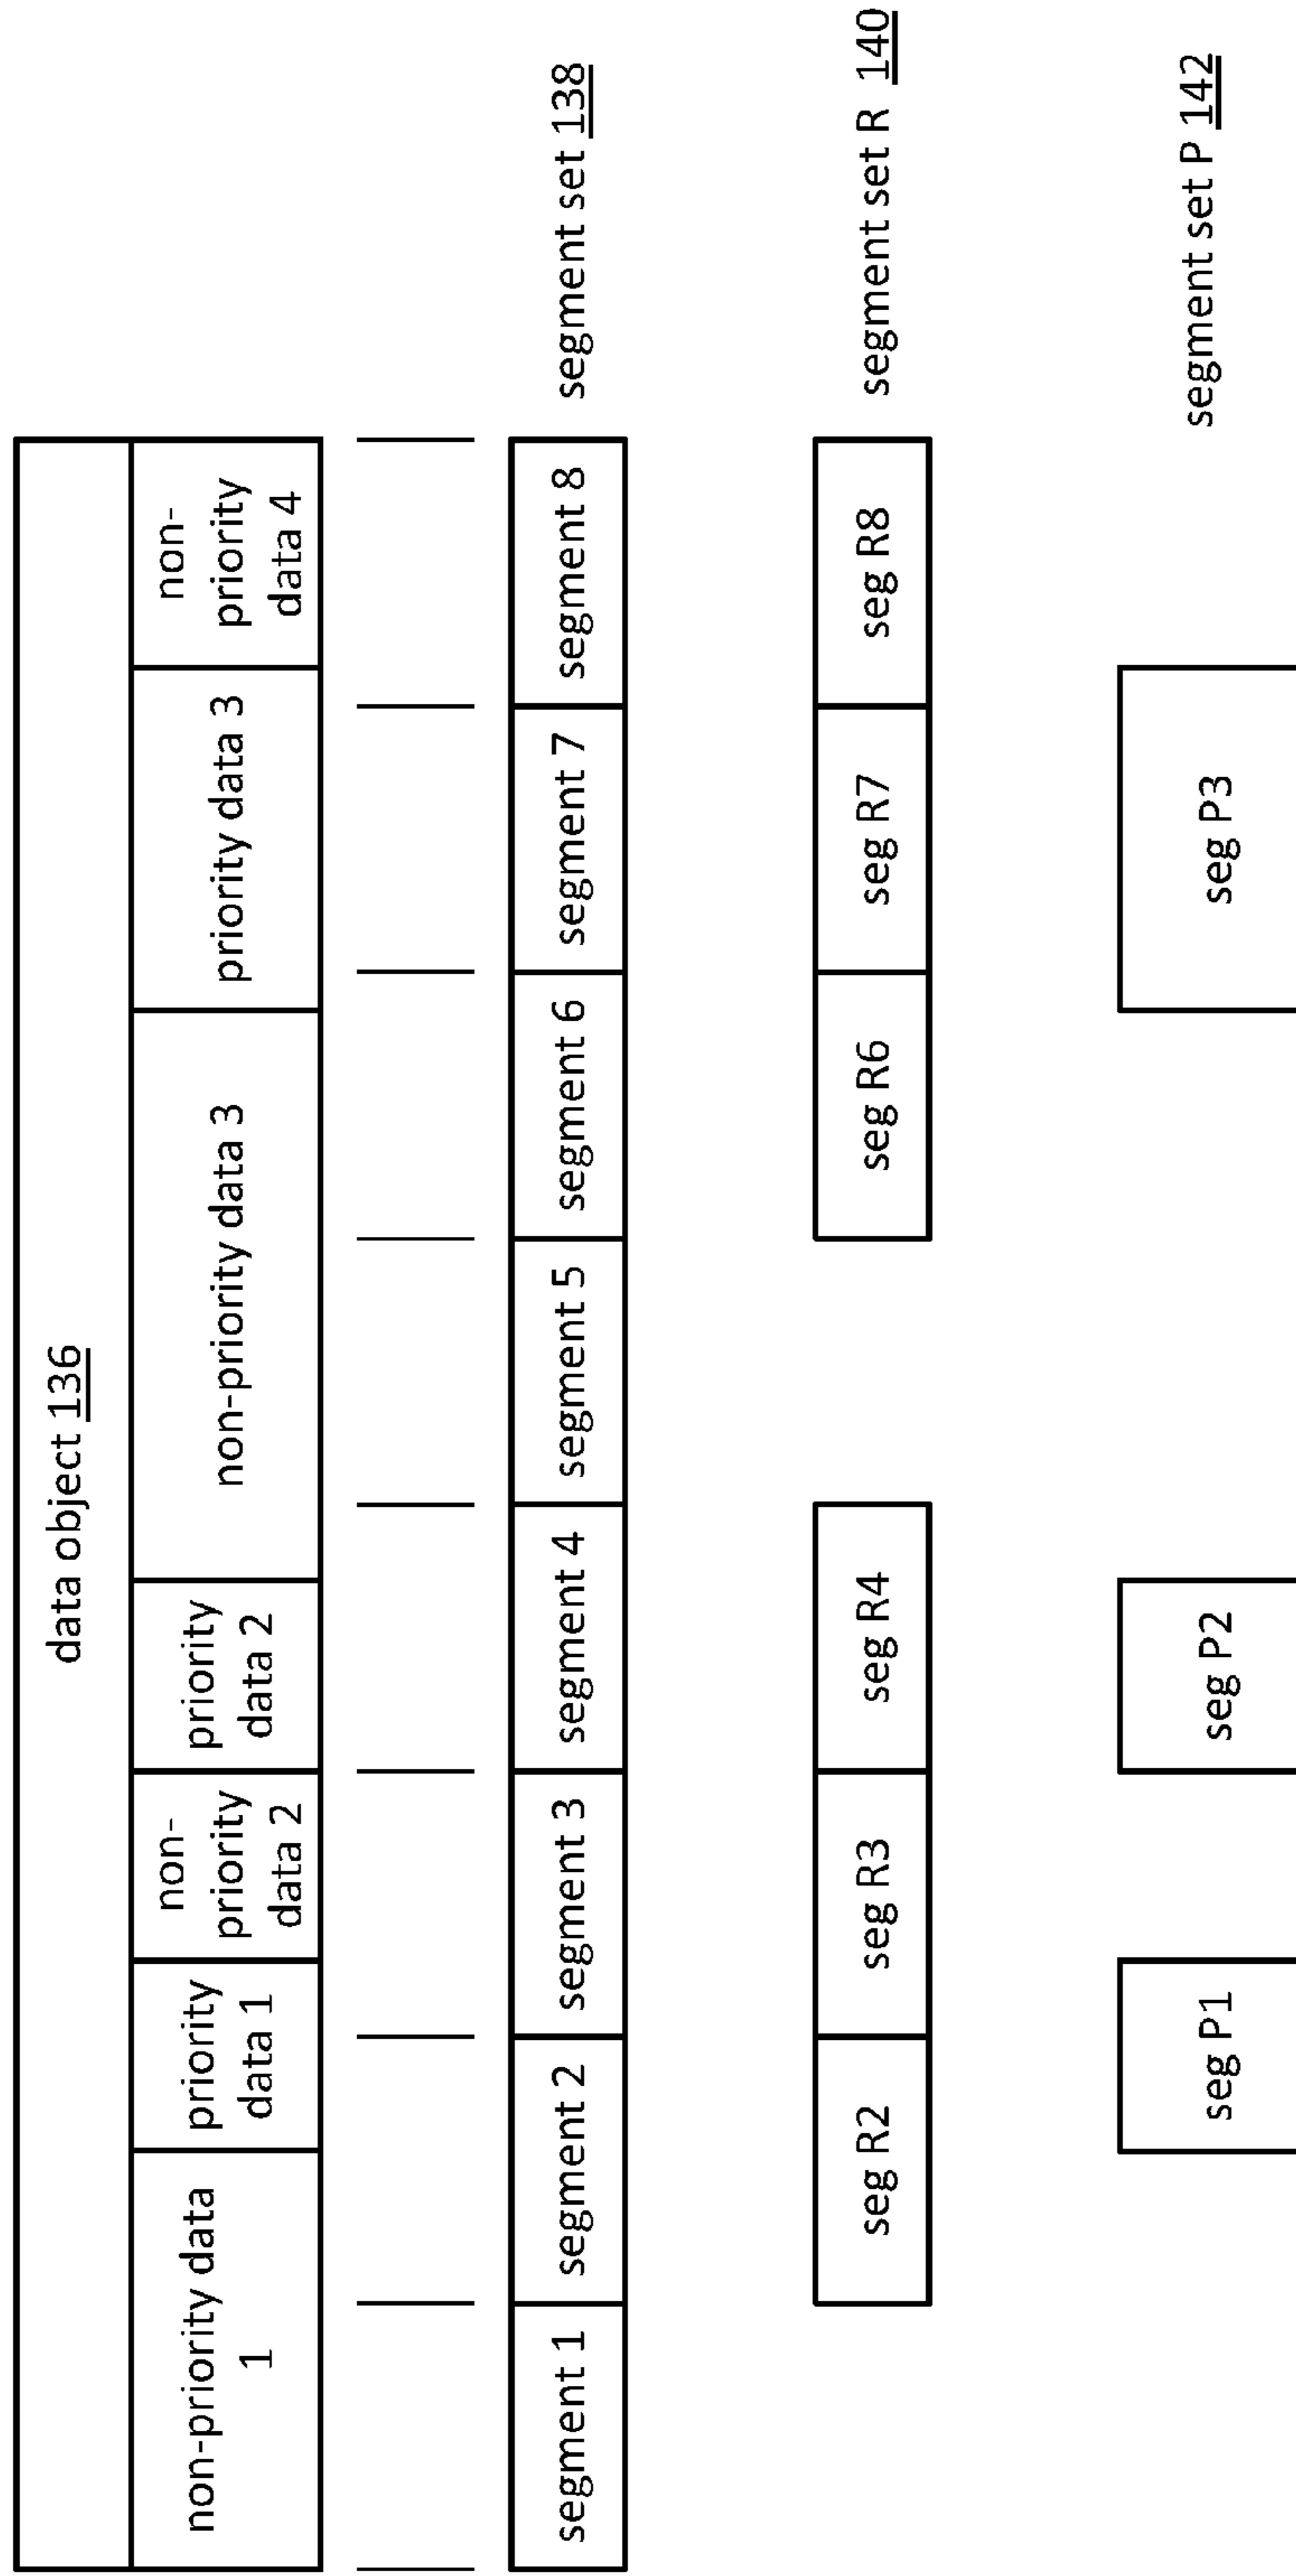 data object 136
non-priority data
1
priority
data 1
non-
priority
data 2
priority
data 2
non-priority data 3
priority data 3
non-
priority
data 4
segment 1
segment 2
segment 3
segment 4
segment 5
segment 6
segment 7
segment 8
segment set 138
seg R2
seg R3
seg R4
seg R6
seg R7
seg R8
segment set R 140
seg P1
seg P2
seg P3
segment set P 142